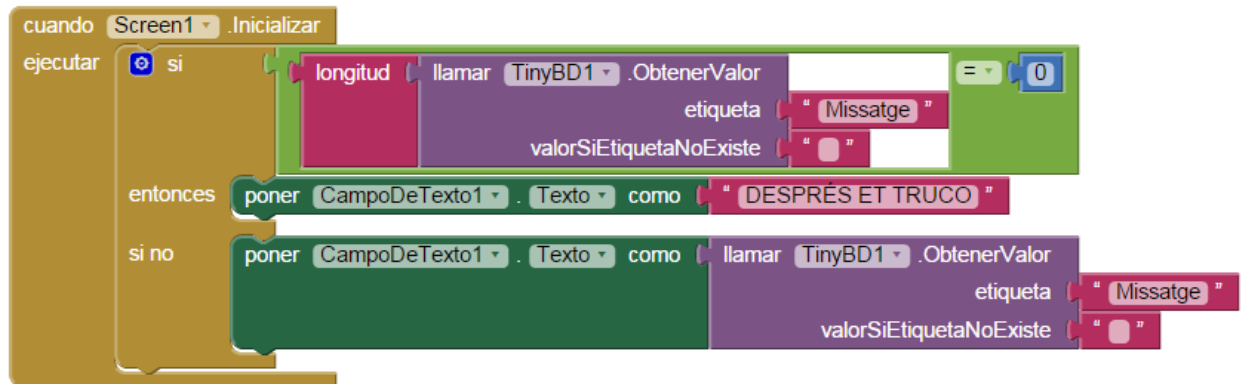 cuando Screen1 .Inicializar
ejecutar si longitud llamar TinyBD1 .ObtenerValor = 0
etiqueta " Missatge "
valorSiEtiquetaNoExiste " "
entonces poner CampoDeTexto1 . Texto como " DESPRÉS ET TRUCO "
si no poner CampoDeTexto1 . Texto como llamar TinyBD1 .ObtenerValor
etiqueta " Missatge "
valorSiEtiquetaNoExiste " "